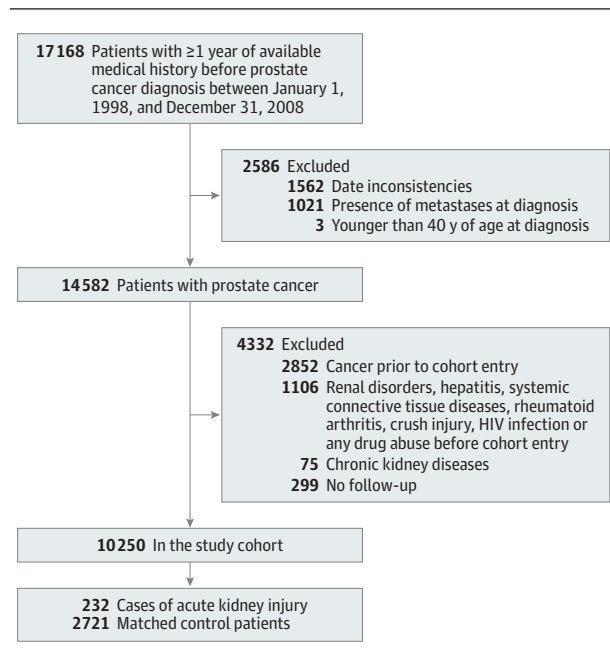 17168 Patients with ≥1 year of available
medical history before prostate
cancer diagnosis between January 1,
1998, and December 31, 2008
2586 Excluded
1562 Date inconsistencies
1021 Presence of metastases at diagnosis
3 Younger than 40 y of age at diagnosis
14582 Patients with prostate cancer
4332 Excluded
2852 Cancer prior to cohort entry
1106 Renal disorders, hepatitis, systemic
connective tissue diseases, rheumatoid
arthritis, crush injury, HIV infection or
any drug abuse before cohort entry
75 Chronic kidney diseases
299 No follow-up
10250 In the study cohort
232 Cases of acute kidney injury
2721 Matched control patients